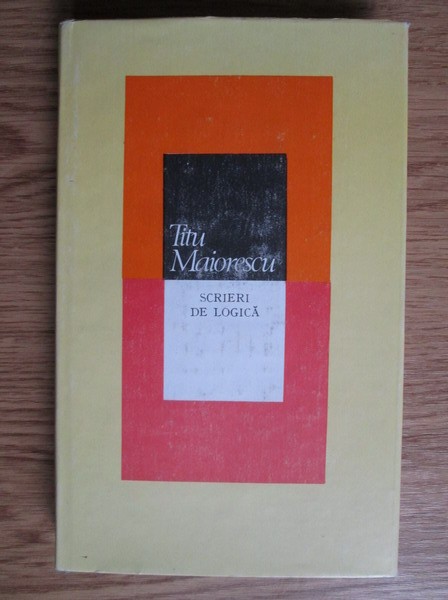 Titu
Maiorescu
SCRIERI
DE LOGICĂ